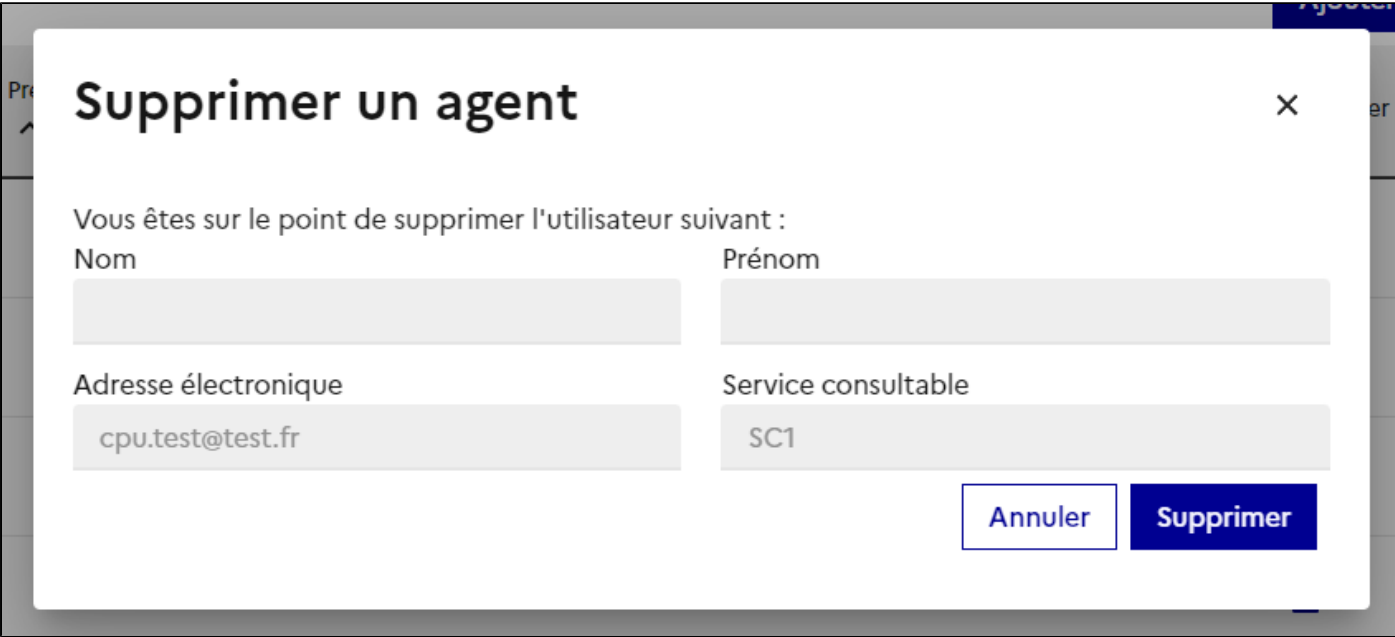 Supprimer un agent
Vous êtes sur le point de supprimer l'utilisateur suivant :
Nom
Prénom
Adresse électronique
Service consultable
cpu.test@test.fr
SC1
Annuler
Supprimer